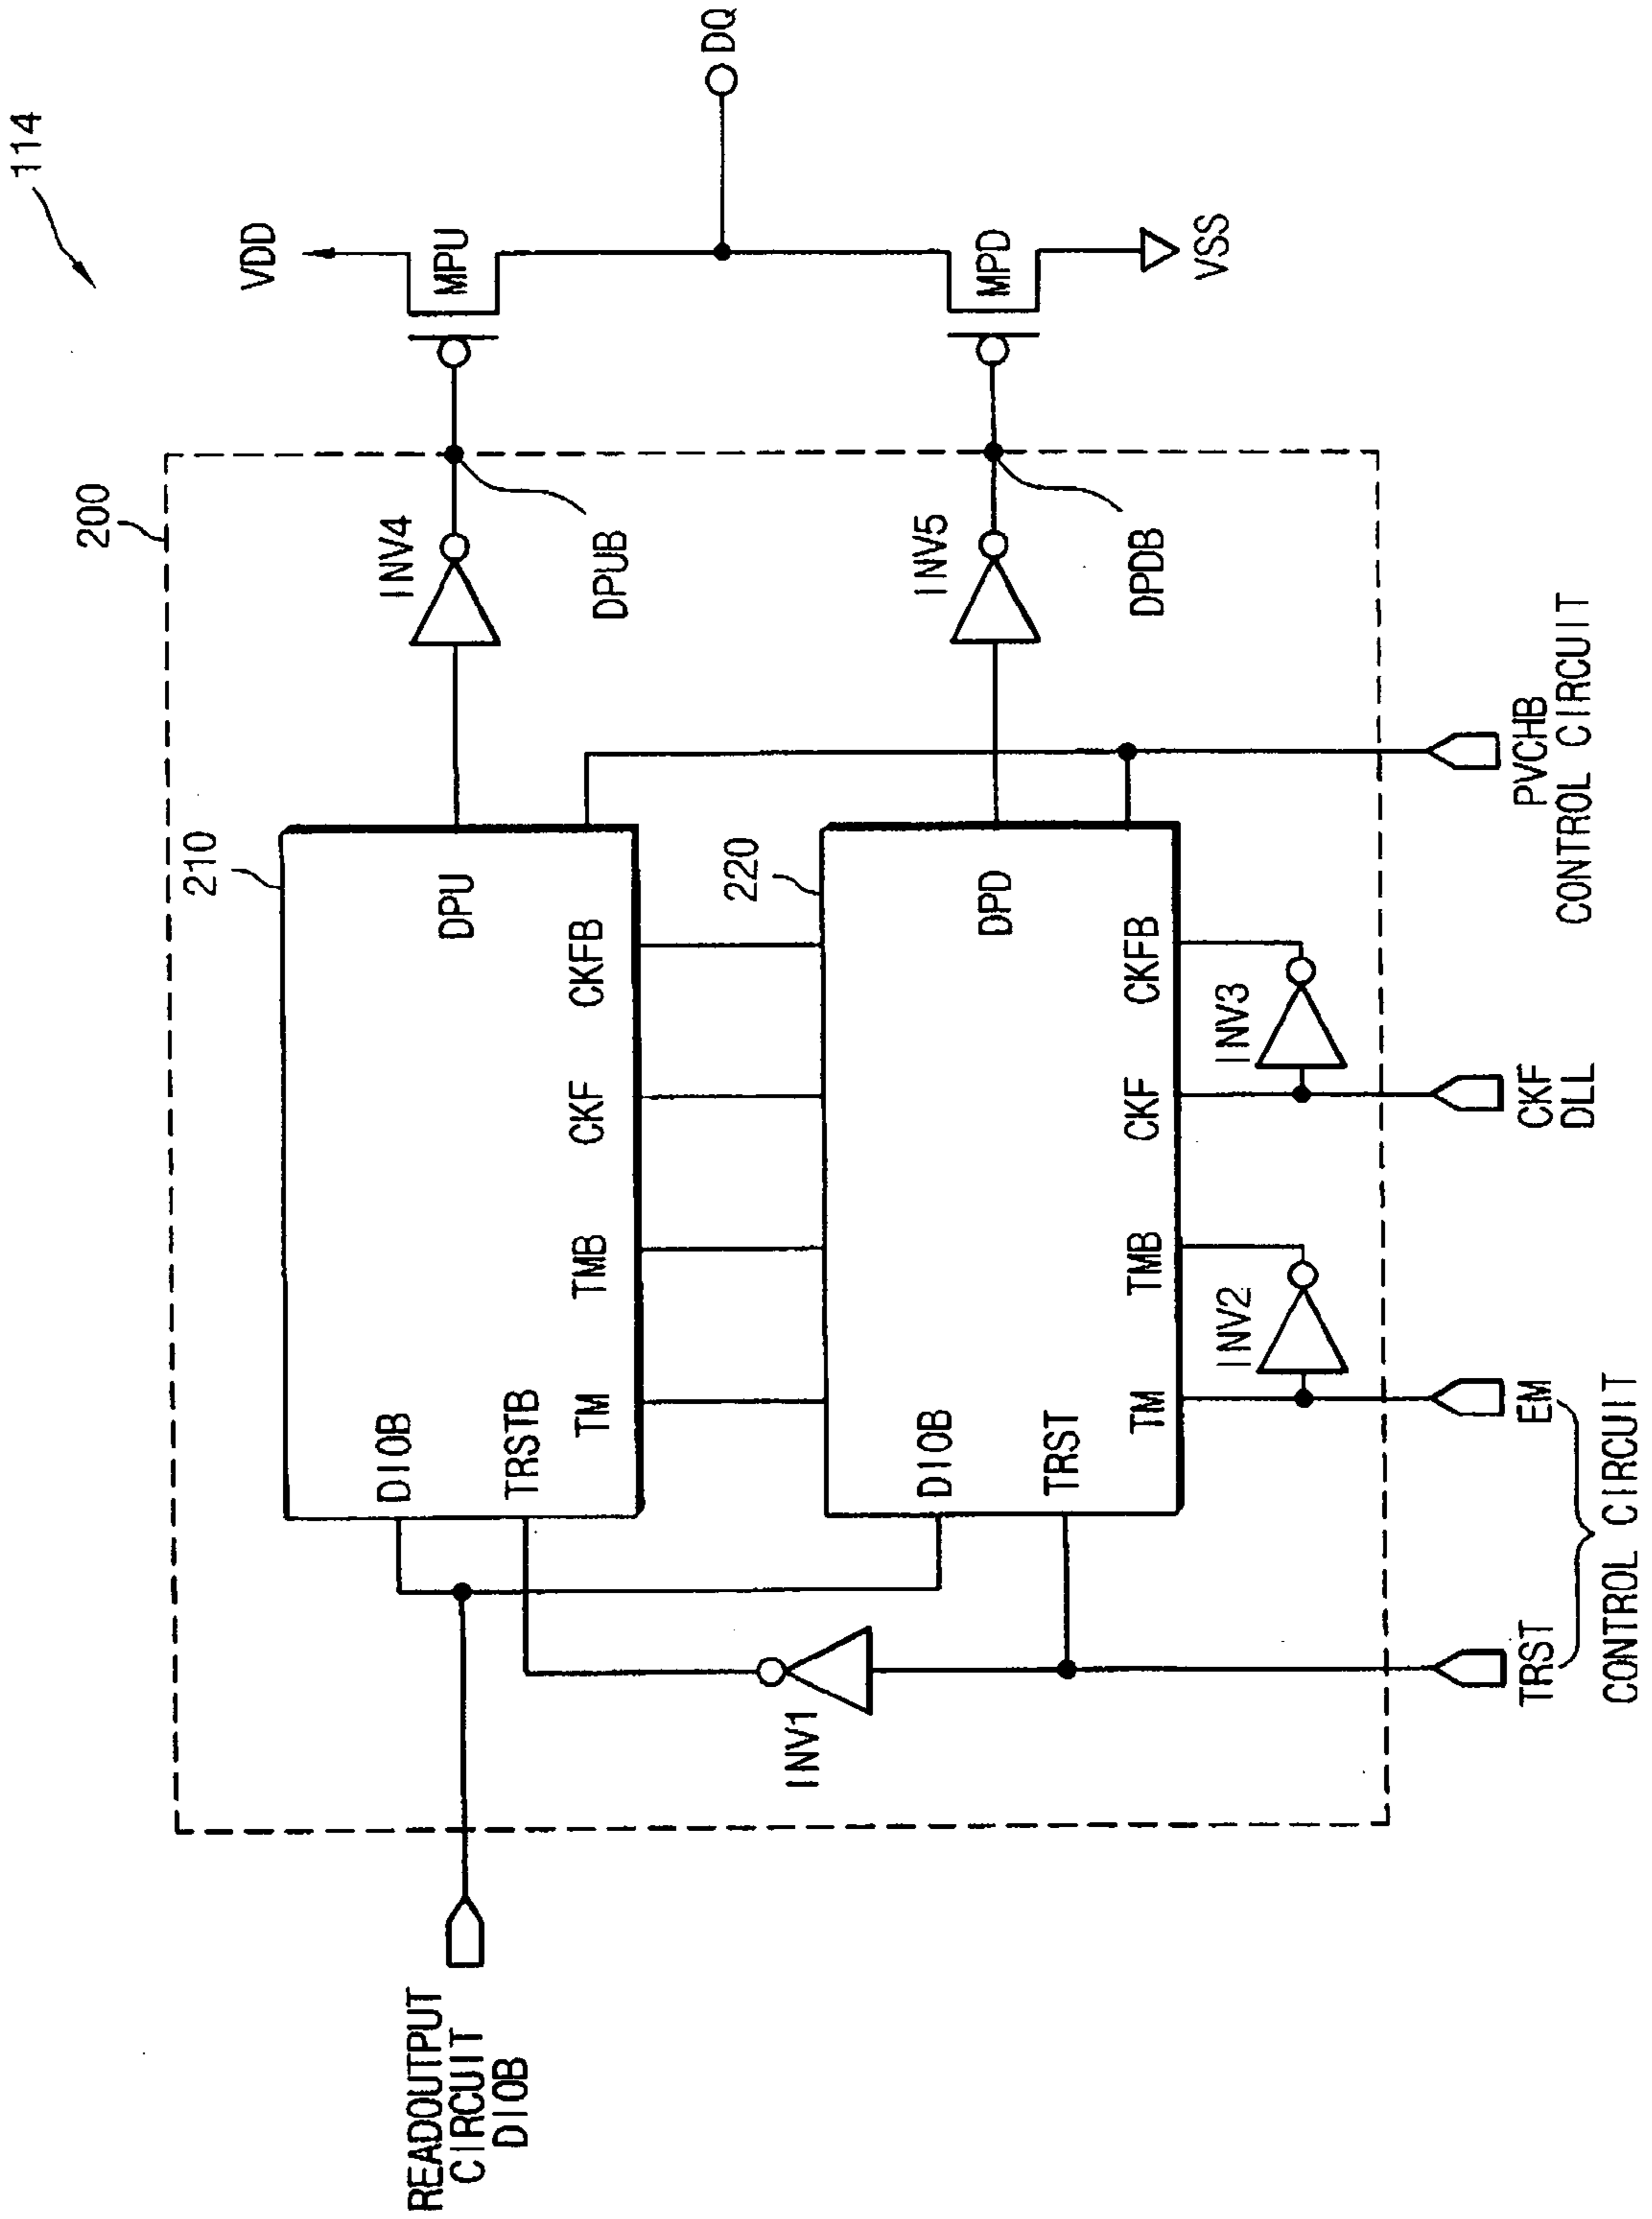 114
200
VDD
210
INV4
DIOB
DPU
MPU
TRSTB
TM
TMB
CKF
CKFB
DPUB
READOUTPUT
CIRCUIT
DIOB
DQ
220
INV1
INV5
DIOB
DPD
MPD
TRST
TM
TMB
CKF
CKFB
DPDB
INV2
INV3
VSS
TRST
EM
CONTROL CIRCUIT
CKF
DLL
PVCHB
CONTROL CIRCUIT